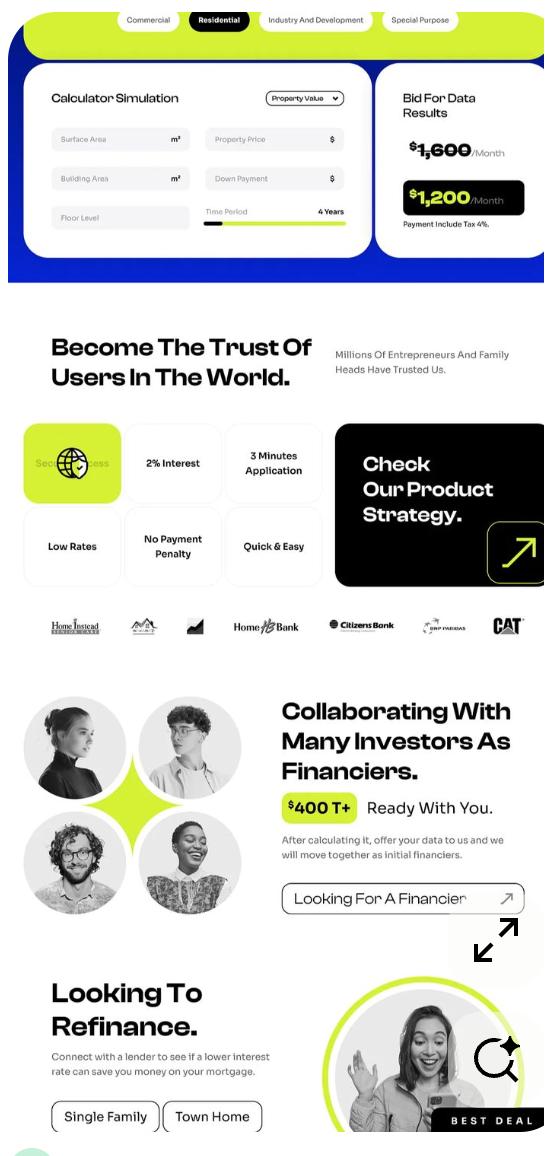 Commercial
Residential
Industry And Development
Special Purpose
Calculator Simulation
Property Value
Surface Area m²
Property Price $
Building Area m²
Down Payment $
Floor Level
Time Period 4 Years
Bid For Data
Results
$1,600/Month
$1,200/Month
Payment Include Tax 4%.
Become The Trust Of
Users In The World.
Millions Of Entrepreneurs And Family
Heads Have Trusted Us.
2% Interest
3 Minutes
Application
Low Rates
No Payment
Penalty
Quick & Easy
Check
Our Product
Strategy.
Home Instead
SENIOR CARE
Home Bank
Citizens Bank
BNP PARIBAS
CAT
Collaborating With
Many Investors As
Financiers.
$400 T+ Ready With You.
After calculating it, offer your data to us and we
will move together as initial financiers.
Looking For A Financier
Looking To
Refinance.
Connect with a lender to see if a lower interest
rate can save you money on your mortgage.
Single Family
Town Home
BEST DEAL